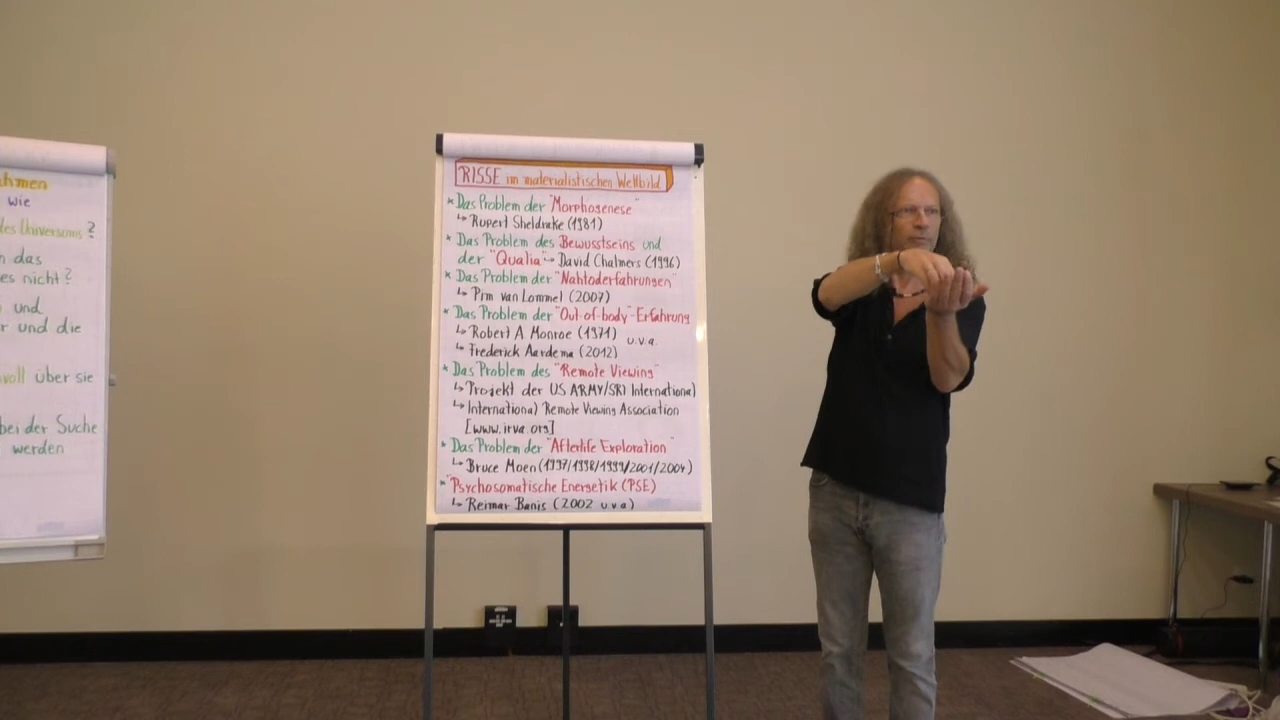 ahmen
wie
des Universums?
n das
es nicht?
und
r und die
voll über sie
bei der Suche
werden
RISSE im materialistischen Weltbild
* Das Problem der "Morphogenese"
↳ Rupert Sheldrake (1981)
* Das Problem des Bewusstseins und
der "Qualia" → David Chalmers (1996)
* Das Problem der "Nahtoderfahrungen"
↳ Pim van Lommel (2007)
* Das Problem der "Out-of-body"-Erfahrung
↳ Robert A. Monroe (1971) u.v.a.
↳ Frederick Aardema (2012)
* Das Problem des "Remote Viewing"
↳ Projekt der US ARMY/SRI International
↳ International Remote Viewing Association
[www.irva.org]
* Das Problem der "Afterlife Exploration"
↳ Bruce Moen (1997/1998/1999/2001/2004)
* "Psychosomatische Energetik (PSE)
↳ Reimar Banis (2002 u.v.a)